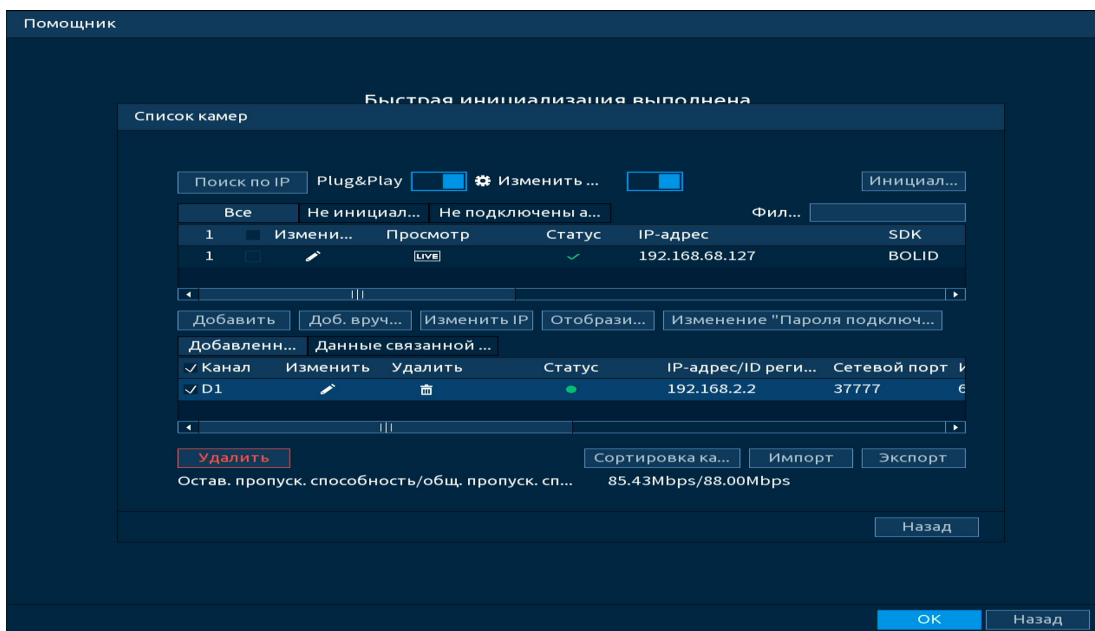 Помощник
Быстрая инициализация выполнена
Список камер
Поиск по IP Plug&Play Изменить ... Инициал...
Все Не инициал... Не подключены а... Фил...
1 Измени... Просмотр Статус IP-адрес SDK
1 LIVE 192.168.68.127 BOLID
Добавить Доб. вруч... Изменить IP Отобрази... Изменение "Пароля подключ...
Добавленн... Данные связанной ...
Канал Изменить Удалить Статус IP-адрес/ID реги... Сетевой порт
D1 192.168.2.2 37777
Удалить Сортировка ка... Импорт Экспорт
Остав. пропуск. способность/общ. пропуск. сп... 85.43Mbps/88.00Mbps
Назад
OK Назад